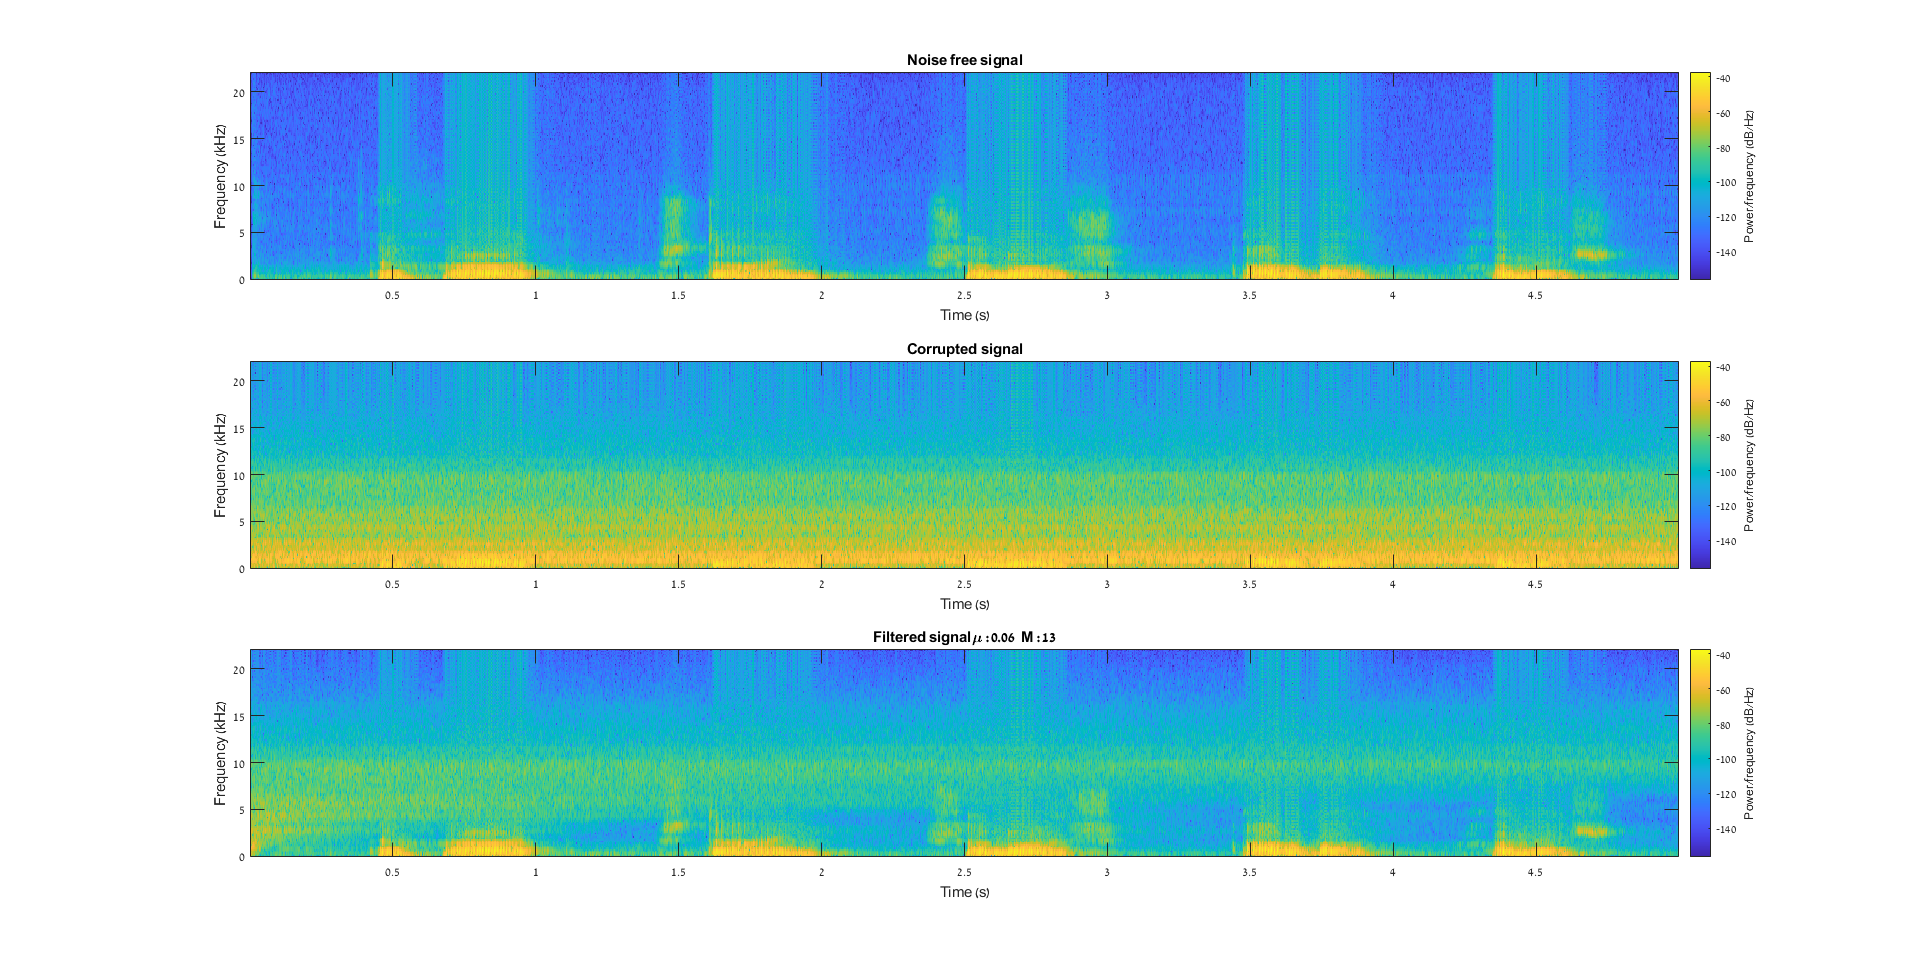 Noise free signal
20
15
10
5
0
Frequency (kHz)
0.5 1 1.5 2 2.5 3 3.5 4 4.5
Time (s)
-40
-60
-80
-100
-120
-140
Power/frequency (dB/Hz)
Corrupted signal
20
15
10
5
0
Frequency (kHz)
0.5 1 1.5 2 2.5 3 3.5 4 4.5
Time (s)
-40
-60
-80
-100
-120
-140
Power/frequency (dB/Hz)
Filtered signal μ :0.06 M :13
20
15
10
5
0
Frequency (kHz)
0.5 1 1.5 2 2.5 3 3.5 4 4.5
Time (s)
-40
-60
-80
-100
-120
-140
Power/frequency (dB/Hz)